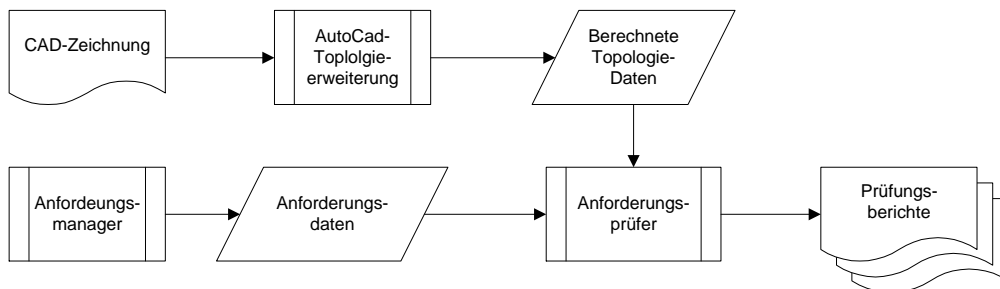 CAD-Zeichnung
AutoCad-
Toplolgie-
erweiterung
Berechnete
Topologie-
Daten
Anfordeungs-
manager
Anforderungs-
daten
Anforderungs-
prüfer
Prüfungs-
berichte